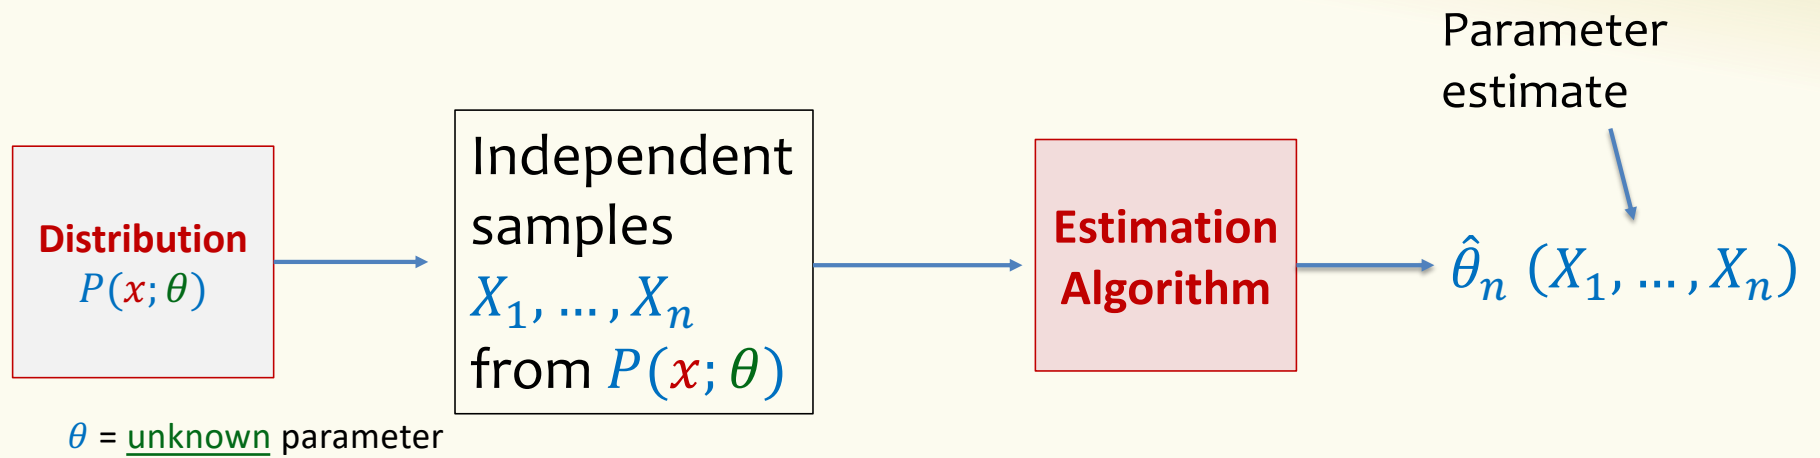 Parameter
estimate
Distribution
P(x; θ)
Independent
samples
X₁, … , Xₙ
from P(x; θ)
Estimation
Algorithm
θ̂ₙ (X₁, … , Xₙ)
θ = unknown parameter